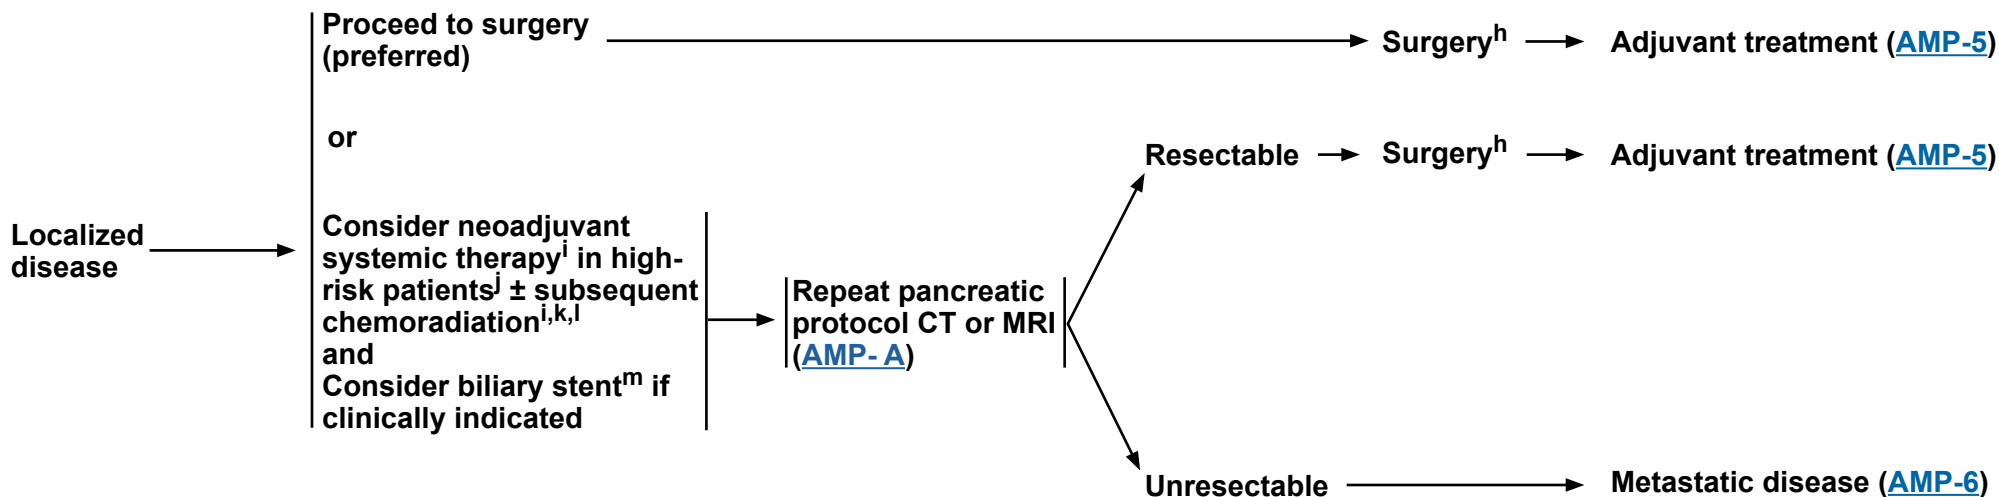 Localized
disease
Proceed to surgery
(preferred)
or
Consider neoadjuvant
systemic therapyⁱ in high-
risk patientsʲ ± subsequent
chemoradiationⁱ,ᵏ,ˡ
and
Consider biliary stentᵐ if
clinically indicated
Surgeryʰ
Adjuvant treatment (AMP-5)
Repeat pancreatic
protocol CT or MRI
(AMP- A)
Resectable
Surgeryʰ
Adjuvant treatment (AMP-5)
Unresectable
Metastatic disease (AMP-6)